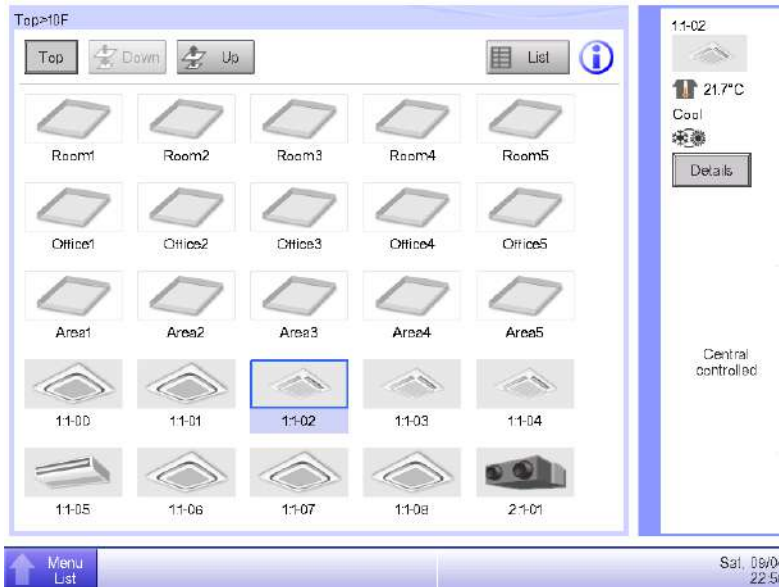 Top>10F
Top
Down
Up
List
Room1 Room2 Room3 Room4 Room5
Office1 Office2 Office3 Office4 Office5
Area1 Area2 Area3 Area4 Area5
1:1-00 1:1-01 1:1-02 1:1-03 1:1-04
1:1-05 1:1-06 1:1-07 1:1-08 2:1-01
1:1-02
21.7°C
Cool
Details
Central
controlled
Menu
List
Sat, 09/0
22:5